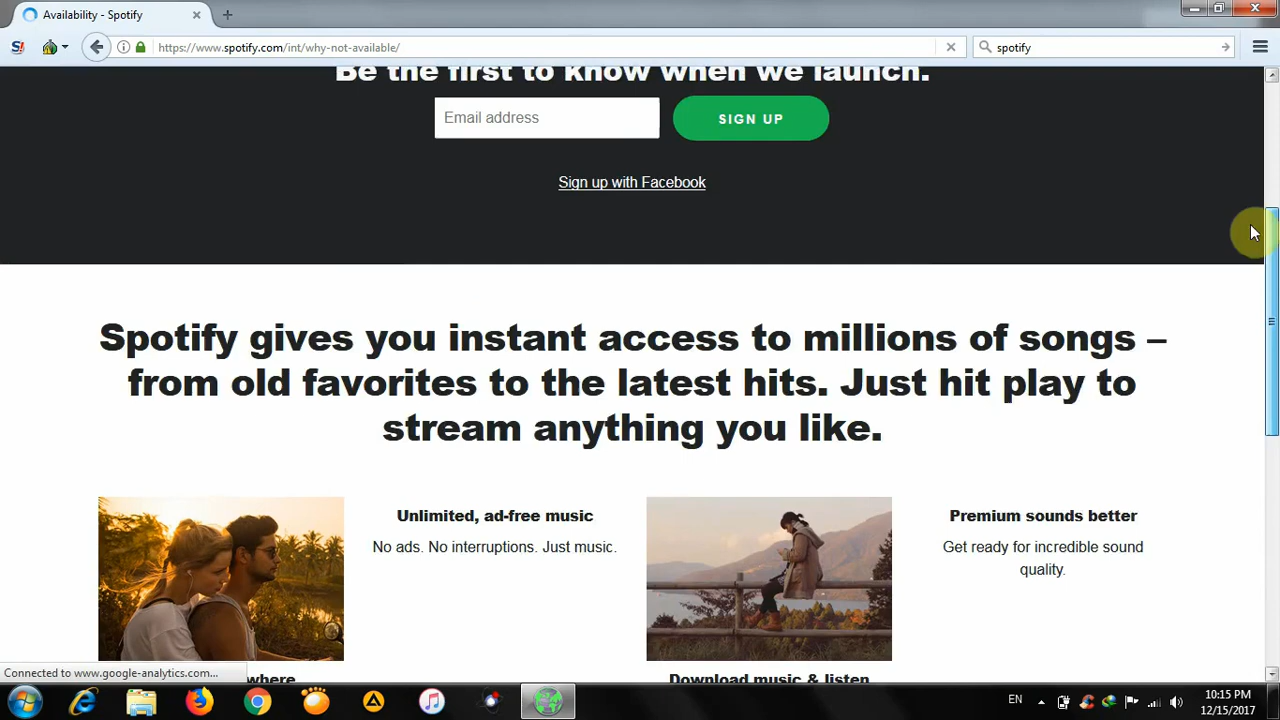 Availability - Spotify
https://www.spotify.com/int/why-not-available/
spotify
Be the first to know when we launch.
Email address
SIGN UP
Sign up with Facebook
Spotify gives you instant access to millions of songs –
from old favorites to the latest hits. Just hit play to
stream anything you like.
Unlimited, ad-free music
No ads. No interruptions. Just music.
Premium sounds better
Get ready for incredible sound
quality.
Download music & listen
Connected to www.google-analytics.com...
EN
10:15 PM
12/15/2017